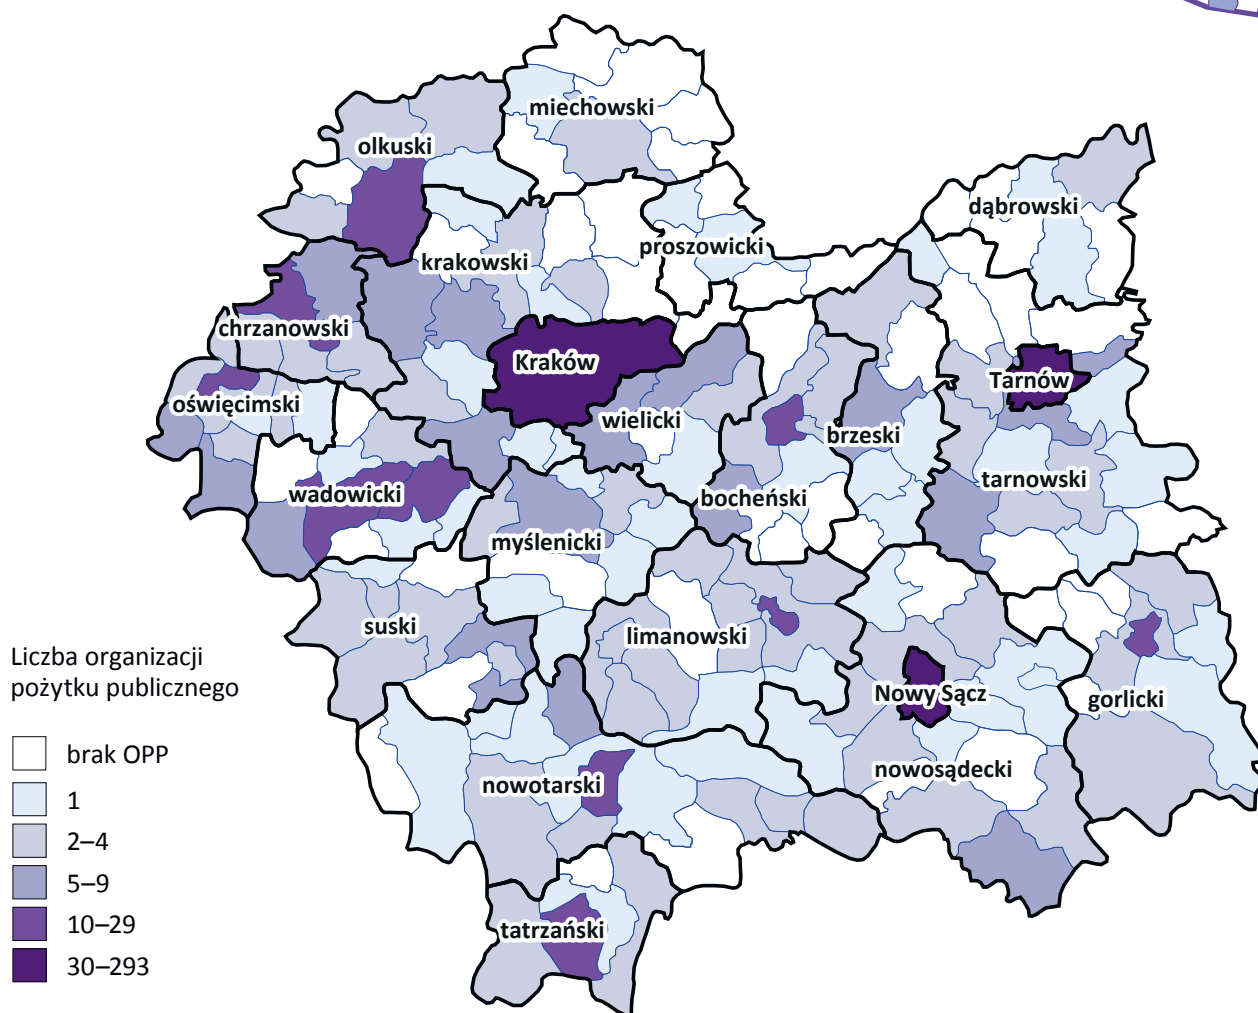 miechowski
olkuski
dąbrowski
proszowicki
krakowski
chrzanowski
Kraków
Tarnów
oświęcimski
wielicki
brzeski
tarnowski
wadowicki
bocheński
myślenicki
suski
limanowski
Nowy Sącz
gorlicki
nowosądecki
nowotarski
tatrzański
Liczba organizacji
pożytku publicznego
brak OPP
1
2–4
5–9
10–29
30–293